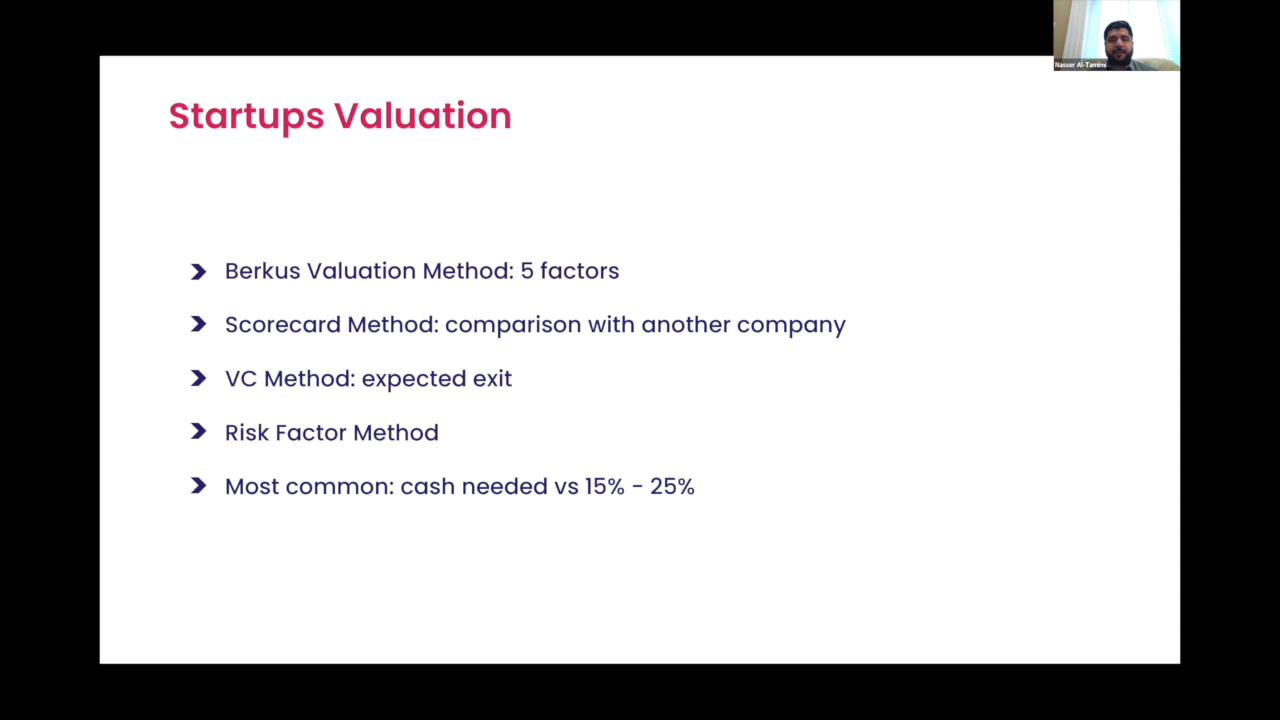 Nasser Al-Tamimi
Startups Valuation
Berkus Valuation Method: 5 factors
Scorecard Method: comparison with another company
VC Method: expected exit
Risk Factor Method
Most common: cash needed vs 15% - 25%